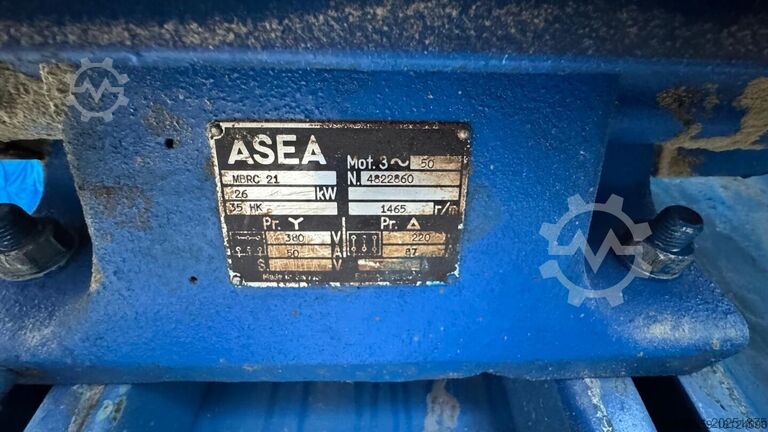 ASEA
Mot. 3~ 50
MBRC 21
N. 4822860
26 kW
35 HK
1465 r/m
Pr. Y
Pr. Δ
380 V
220
50 A
87
S. V